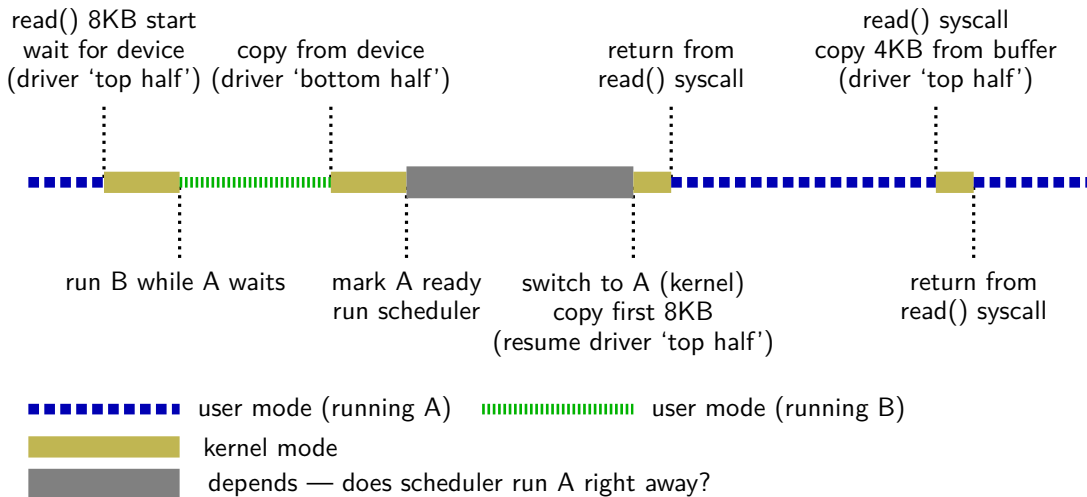 read() 8KB start
wait for device
(driver ‘top half’)
copy from device
(driver ‘bottom half’)
return from
read() syscall
read() syscall
copy 4KB from buffer
(driver ‘top half’)
run B while A waits
mark A ready
run scheduler
switch to A (kernel)
copy first 8KB
(resume driver ‘top half’)
return from
read() syscall
user mode (running A)
user mode (running B)
kernel mode
depends — does scheduler run A right away?